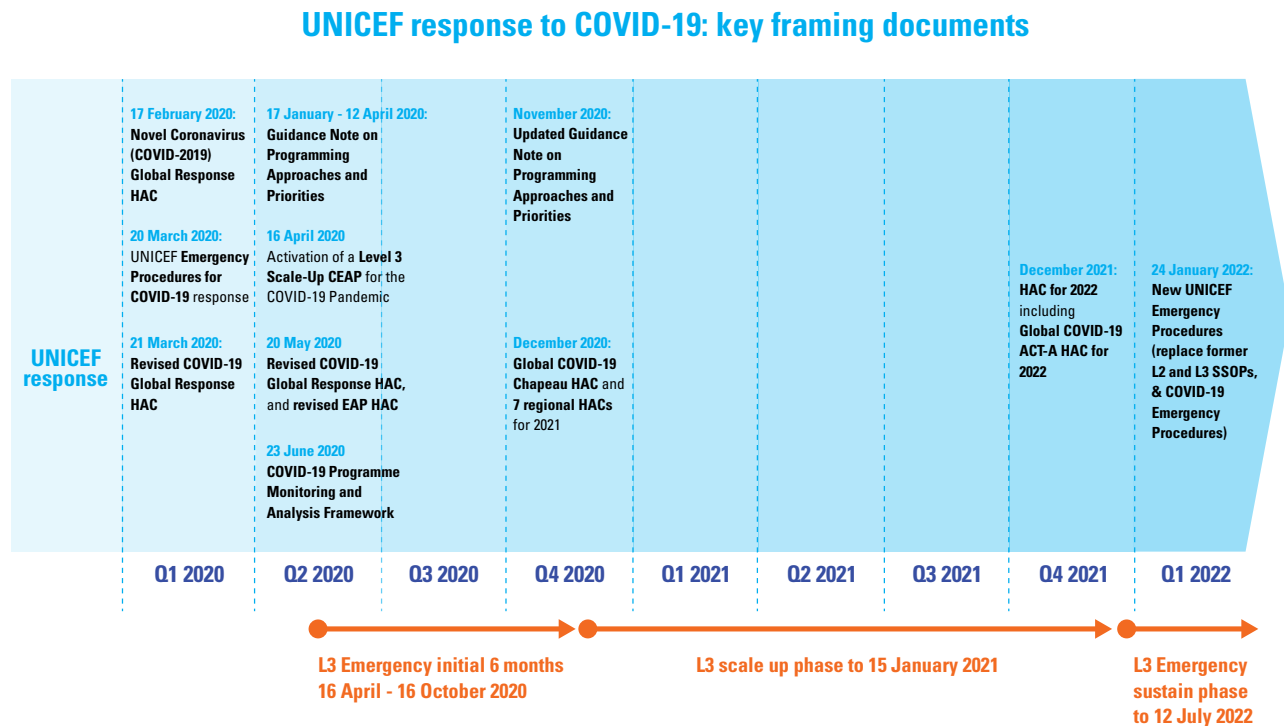 UNICEF response to COVID-19: key framing documents
UNICEF
response
17 February 2020:
Novel Coronavirus
(COVID-2019)
Global Response
HAC
20 March 2020:
UNICEF Emergency
Procedures for
COVID-19 response
21 March 2020:
Revised COVID-19
Global Response
HAC
17 January - 12 April 2020:
Guidance Note on
Programming
Approaches and
Priorities
16 April 2020
Activation of a Level 3
Scale-Up CEAP for the
COVID-19 Pandemic
20 May 2020
Revised COVID-19
Global Response HAC,
and revised EAP HAC
23 June 2020
COVID-19 Programme
Monitoring and
Analysis Framework
November 2020:
Updated Guidance
Note on
Programming
Approaches and
Priorities
December 2020:
Global COVID-19
Chapeau HAC and
7 regional HACs
for 2021
December 2021:
HAC for 2022
including
Global COVID-19
ACT-A HAC for
2022
24 January 2022:
New UNICEF
Emergency
Procedures
(replace former
L2 and L3 SSOPs,
& COVID-19
Emergency
Procedures)
Q1 2020
Q2 2020
Q3 2020
Q4 2020
Q1 2021
Q2 2021
Q3 2021
Q4 2021
Q1 2022
L3 Emergency initial 6 months
16 April - 16 October 2020
L3 scale up phase to 15 January 2021
L3 Emergency
sustain phase
to 12 July 2022